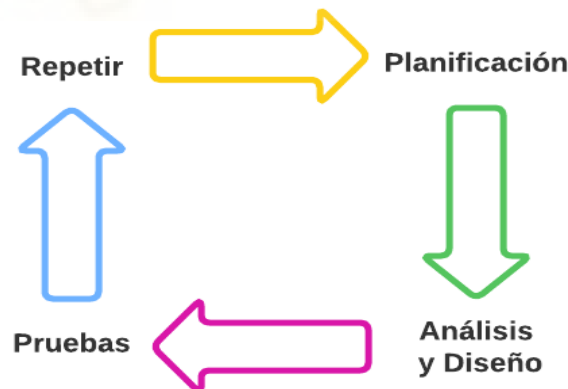 Repetir
Planificación
Pruebas
Análisis
y Diseño